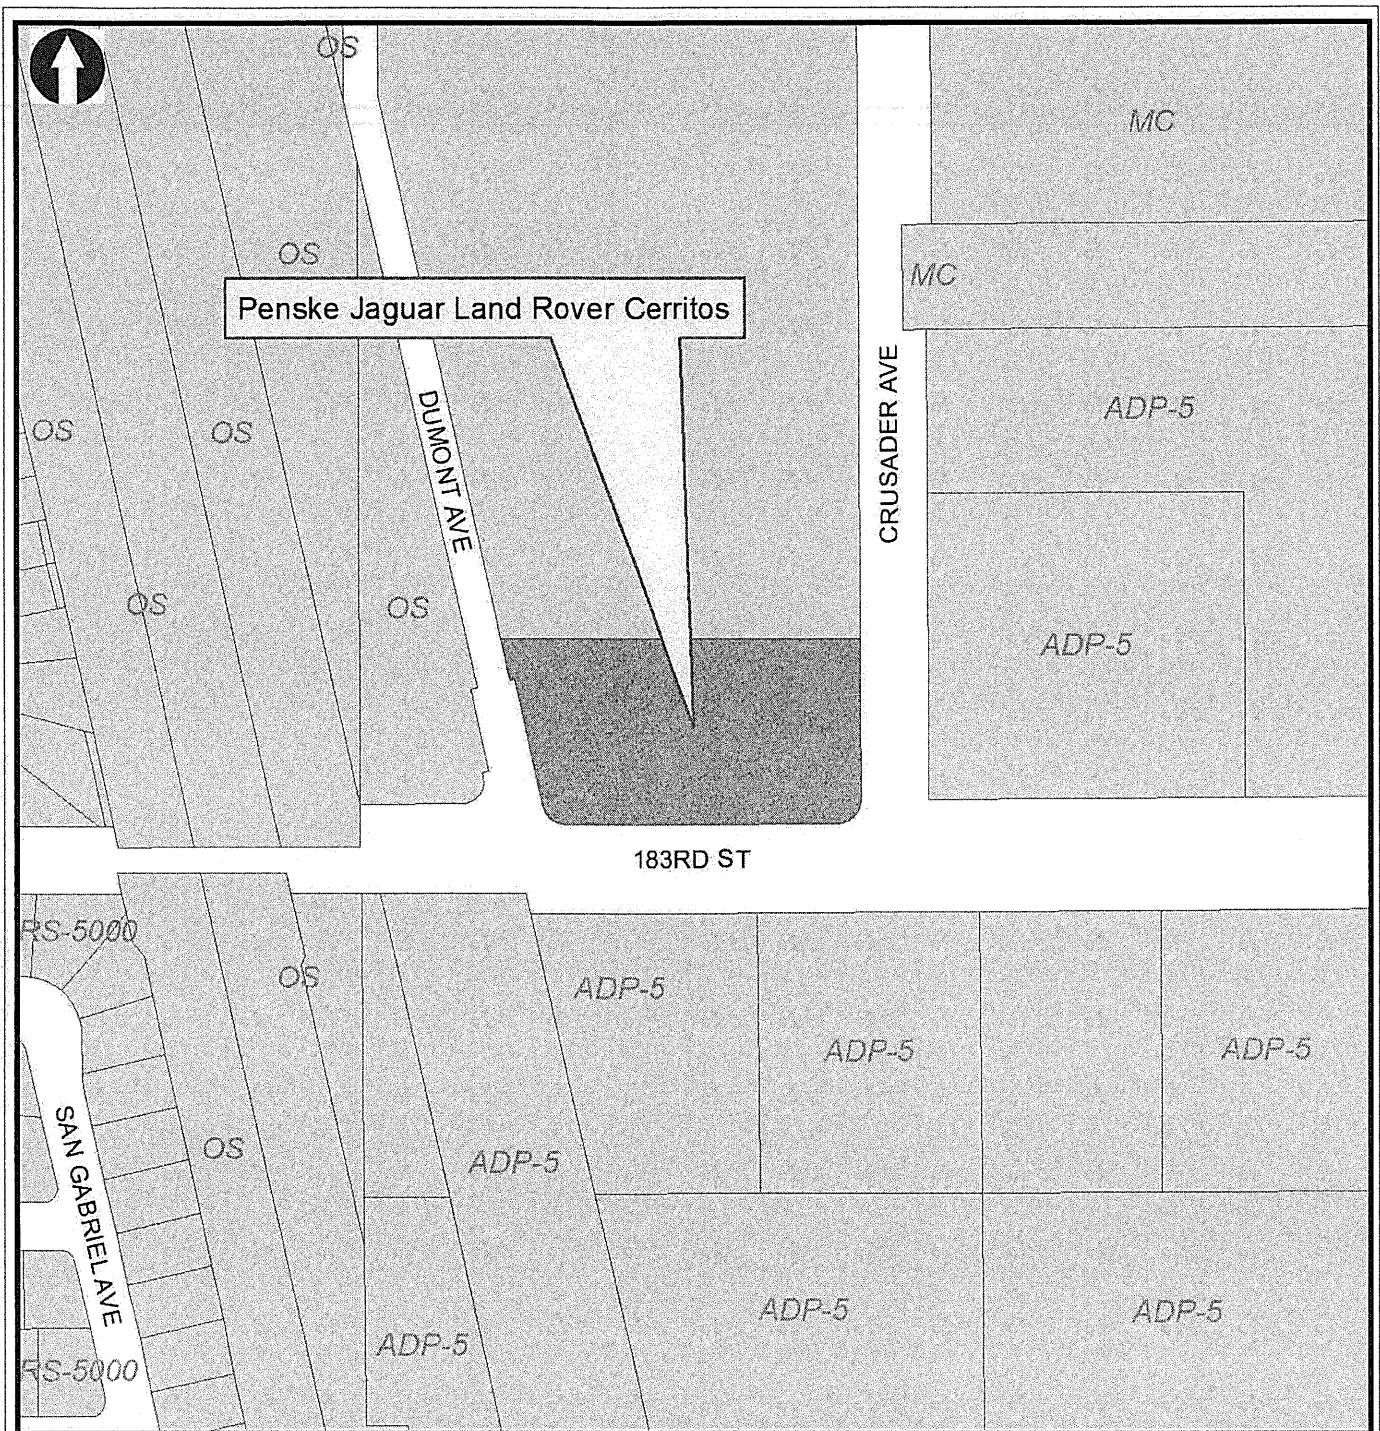 OS
MC
OS
MC
Penske Jaguar Land Rover Cerritos
DUMONT AVE
CRUSADER AVE
ADP-5
OS
OS
OS
OS
ADP-5
183RD ST
RS-5000
OS
ADP-5
ADP-5
ADP-5
SAN GABRIEL AVE
OS
ADP-5
ADP-5
ADP-5
ADP-5
RS-5000